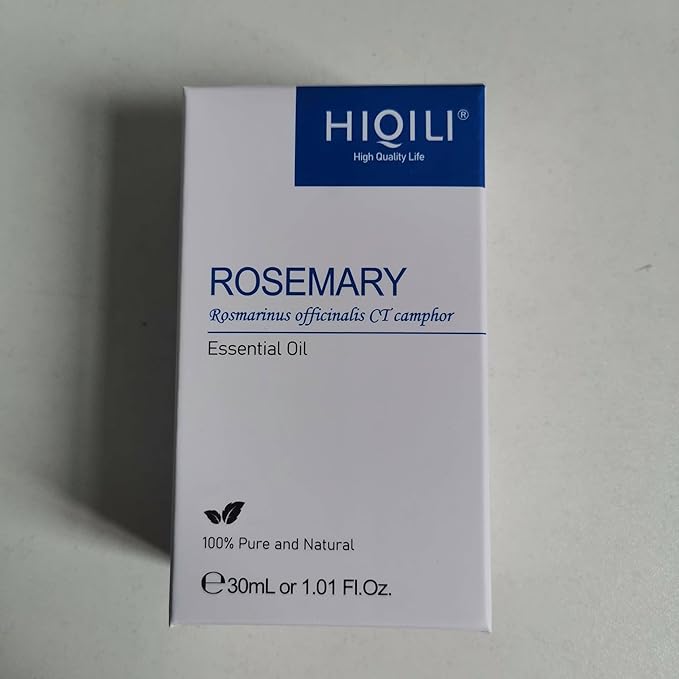 HIQILI®
High Quality Life
ROSEMARY
Rosmarinus officinalis CT camphor
Essential Oil
100% Pure and Natural
℮30mL or 1.01 Fl.Oz.